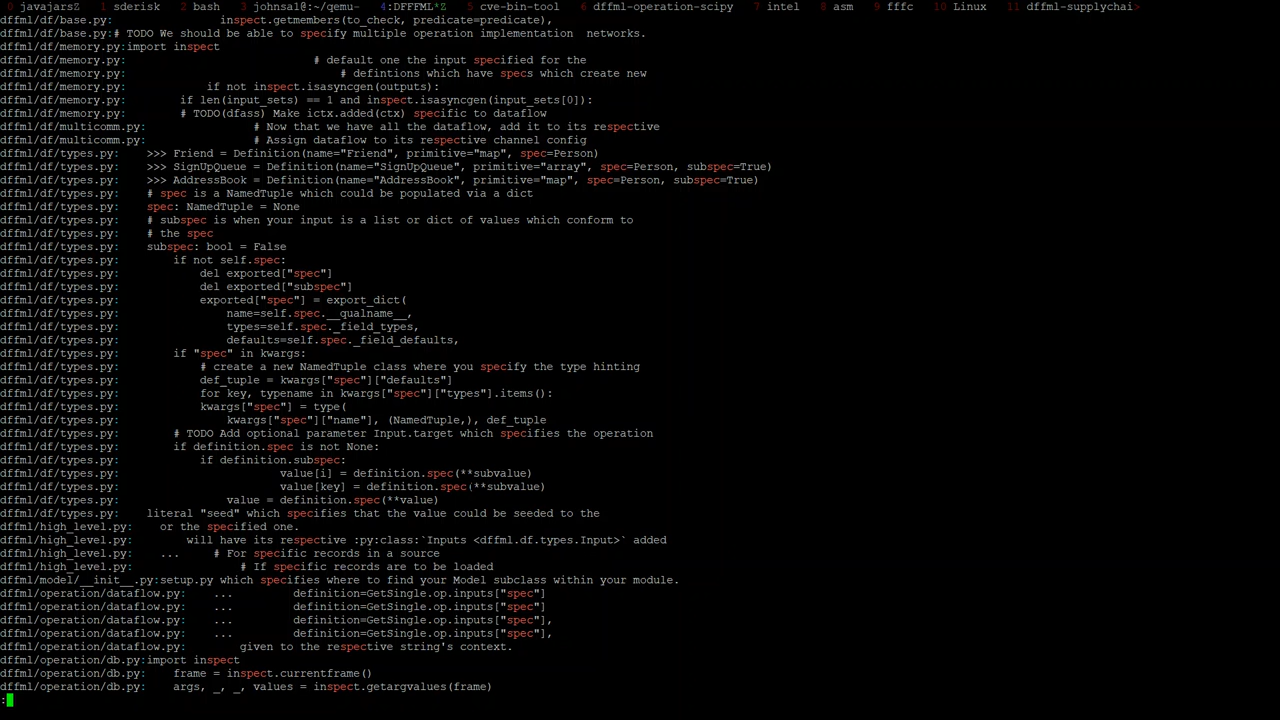 0 javajarsZ  1 sderisk  2 bash  3 johnsal@:~/qemu-  4:DFFFML*Z  5 cve-bin-tool  6 dffml-operation-scipy  7 intel  8 asm  9 fffc  10 Linux  11 dffml-supplychai>
dffml/df/base.py:                inspect.getmembers(to_check, predicate=predicate),
dffml/df/base.py:# TODO We should be able to specify multiple operation implementation  networks.
dffml/df/memory.py:import inspect
dffml/df/memory.py:                            # default one the input specified for the
dffml/df/memory.py:                                # defintions which have specs which create new
dffml/df/memory.py:            if not inspect.isasyncgen(outputs):
dffml/df/memory.py:        if len(input_sets) == 1 and inspect.isasyncgen(input_sets[0]):
dffml/df/memory.py:        # TODO(dfass) Make ictx.added(ctx) specific to dataflow
dffml/df/multicomm.py:                # Now that we have all the dataflow, add it to its respective
dffml/df/multicomm.py:                # Assign dataflow to its respective channel config
dffml/df/types.py:    >>> Friend = Definition(name="Friend", primitive="map", spec=Person)
dffml/df/types.py:    >>> SignUpQueue = Definition(name="SignUpQueue", primitive="array", spec=Person, subspec=True)
dffml/df/types.py:    >>> AddressBook = Definition(name="AddressBook", primitive="map", spec=Person, subspec=True)
dffml/df/types.py:    # spec is a NamedTuple which could be populated via a dict
dffml/df/types.py:    spec: NamedTuple = None
dffml/df/types.py:    # subspec is when your input is a list or dict of values which conform to
dffml/df/types.py:    # the spec
dffml/df/types.py:    subspec: bool = False
dffml/df/types.py:        if not self.spec:
dffml/df/types.py:            del exported["spec"]
dffml/df/types.py:            del exported["subspec"]
dffml/df/types.py:            exported["spec"] = export_dict(
dffml/df/types.py:                name=self.spec.__qualname__,
dffml/df/types.py:                types=self.spec._field_types,
dffml/df/types.py:                defaults=self.spec._field_defaults,
dffml/df/types.py:        if "spec" in kwargs:
dffml/df/types.py:            # create a new NamedTuple class where you specify the type hinting
dffml/df/types.py:            def_tuple = kwargs["spec"]["defaults"]
dffml/df/types.py:            for key, typename in kwargs["spec"]["types"].items():
dffml/df/types.py:            kwargs["spec"] = type(
dffml/df/types.py:                kwargs["spec"]["name"], (NamedTuple,), def_tuple
dffml/df/types.py:        # TODO Add optional parameter Input.target which specifies the operation
dffml/df/types.py:        if definition.spec is not None:
dffml/df/types.py:            if definition.subspec:
dffml/df/types.py:                        value[i] = definition.spec(**subvalue)
dffml/df/types.py:                        value[key] = definition.spec(**subvalue)
dffml/df/types.py:                value = definition.spec(**value)
dffml/df/types.py:    literal "seed" which specifies that the value could be seeded to the
dffml/high_level.py:    or the specified one.
dffml/high_level.py:        will have its respective :py:class:`Inputs <dffml.df.types.Input>` added
dffml/high_level.py:    ...     # For specific records in a source
dffml/high_level.py:                # If specific records are to be loaded
dffml/model/__init__.py:setup.py which specifies where to find your Model subclass within your module.
dffml/operation/dataflow.py:    ...         definition=GetSingle.op.inputs["spec"]
dffml/operation/dataflow.py:    ...         definition=GetSingle.op.inputs["spec"]
dffml/operation/dataflow.py:    ...         definition=GetSingle.op.inputs["spec"],
dffml/operation/dataflow.py:    ...         definition=GetSingle.op.inputs["spec"],
dffml/operation/dataflow.py:        given to the respective string's context.
dffml/operation/db.py:import inspect
dffml/operation/db.py:    frame = inspect.currentframe()
dffml/operation/db.py:    args, _, _, values = inspect.getargvalues(frame)
: